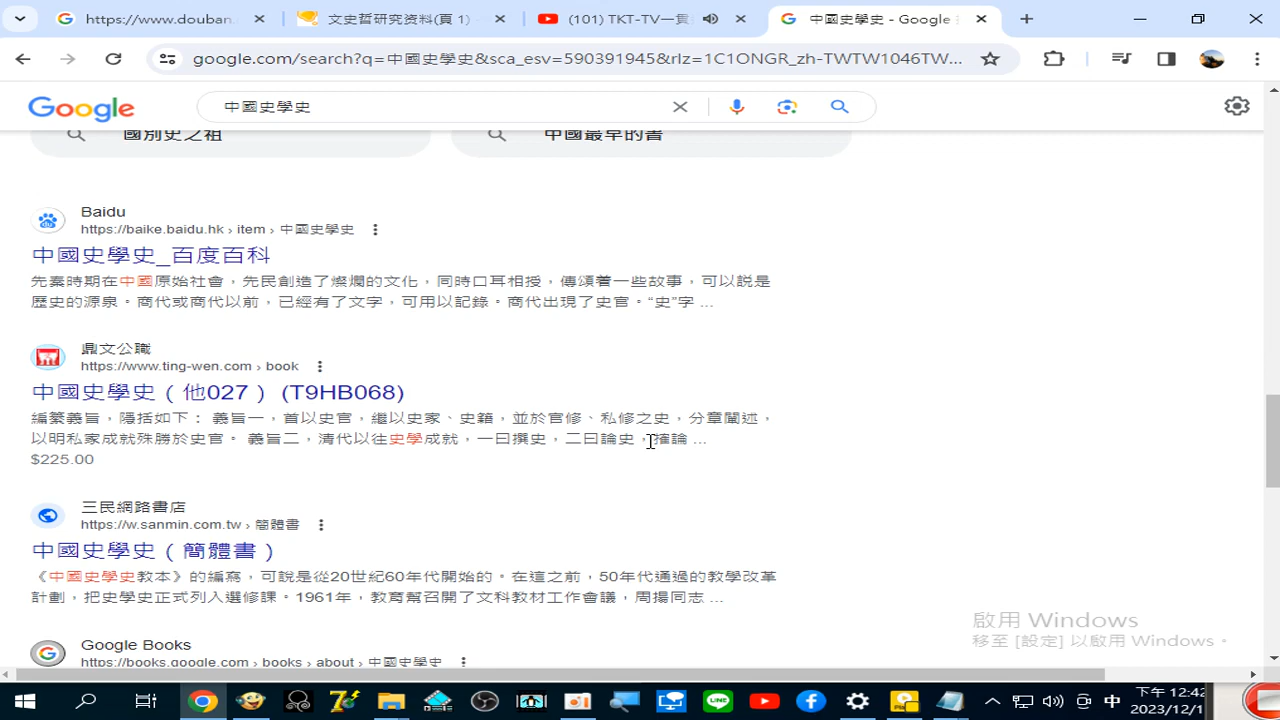 https://www.douban.
文史哲研究资料(頁 1)
(101) TKT-TV一貫
中國史學史 - Google
google.com/search?q=中國史學史&sca_esv=590391945&rlz=1C1ONGR_zh-TWTW1046TW...
Google
中國史學史
國別史之祖
中國最早的書
Baidu
https://baike.baidu.hk › item › 中國史學史
中國史學史_百度百科
先秦時期在中國原始社會，先民創造了燦爛的文化，同時口耳相授，傳頌着一些故事，可以説是
歷史的源泉。商代或商代以前，已經有了文字，可用以記錄。商代出現了史官。“史”字 ...
鼎文公職
https://www.ting-wen.com › book
中國史學史（他027） (T9HB068)
編纂義旨，隱括如下： 義旨一，首以史官，繼以史家、史籍，並於官修、私修之史，分章闡述，
以明私家成就殊勝於史官。 義旨二，清代以往史學成就，一曰撰史，二曰論史，搉論 ...
$225.00
三民網路書店
https://w.sanmin.com.tw › 簡體書
中國史學史（簡體書）
《中國史學史教本》的編寫，可說是從20世紀60年代開始的。在這之前，50年代通過的教學改革
計劃，把史學史正式列入選修課。1961年，教育幫召開了文科教材工作會議，周揚同志 ...
Google Books
https://books.google.com › books › about › 中國史學史
啟用 Windows
移至 [設定] 以啟用 Windows。
中
下午 12:42
2023/12/1